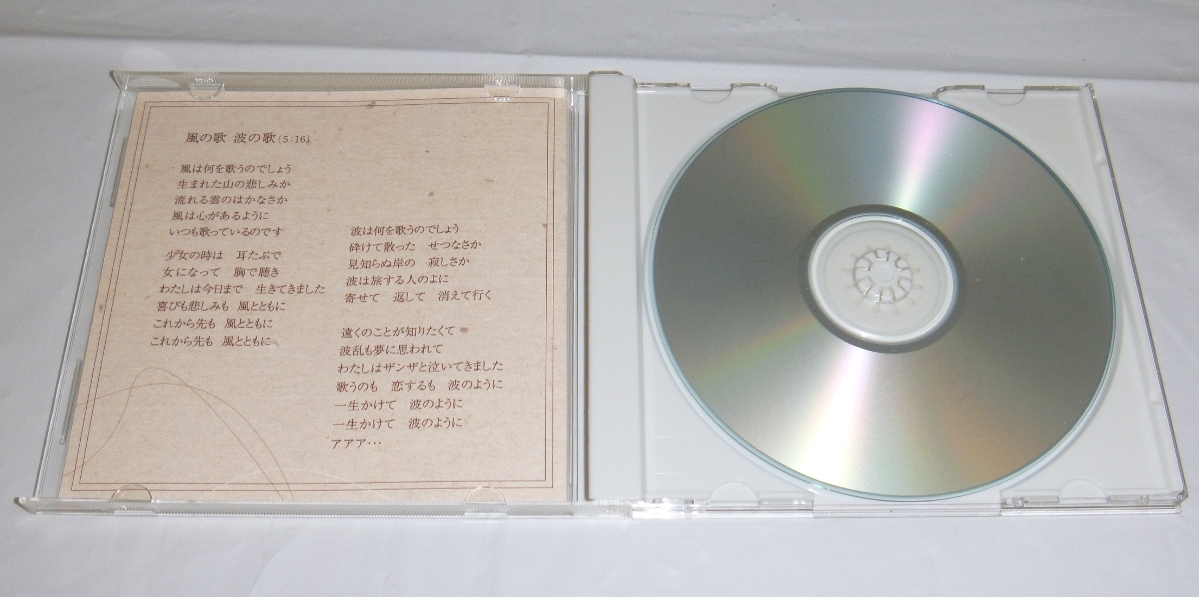 風の歌 波の歌(5:16)
風は何を歌うのでしょう
生まれた山の悲しみか
流れる雲のはかなさか
風は心があるように
いつも歌っているのです
少女の時は 耳たぶで
女になって 胸で聴き
わたしは今日まで 生きてきました
喜びも悲しみも 風とともに
これから先も 風とともに
これから先も 風とともに
波は何を歌うのでしょう
砕けて散った せつなさか
見知らぬ岸の 寂しさか
波は旅する人のよに
寄せて 返して 消えて行く
遠くのことが知りたくて
波乱も夢に思われて
わたしはザンザと泣いてきました
歌うのも 恋するも 波のように
一生かけて 波のように
一生かけて 波のように
アアア…